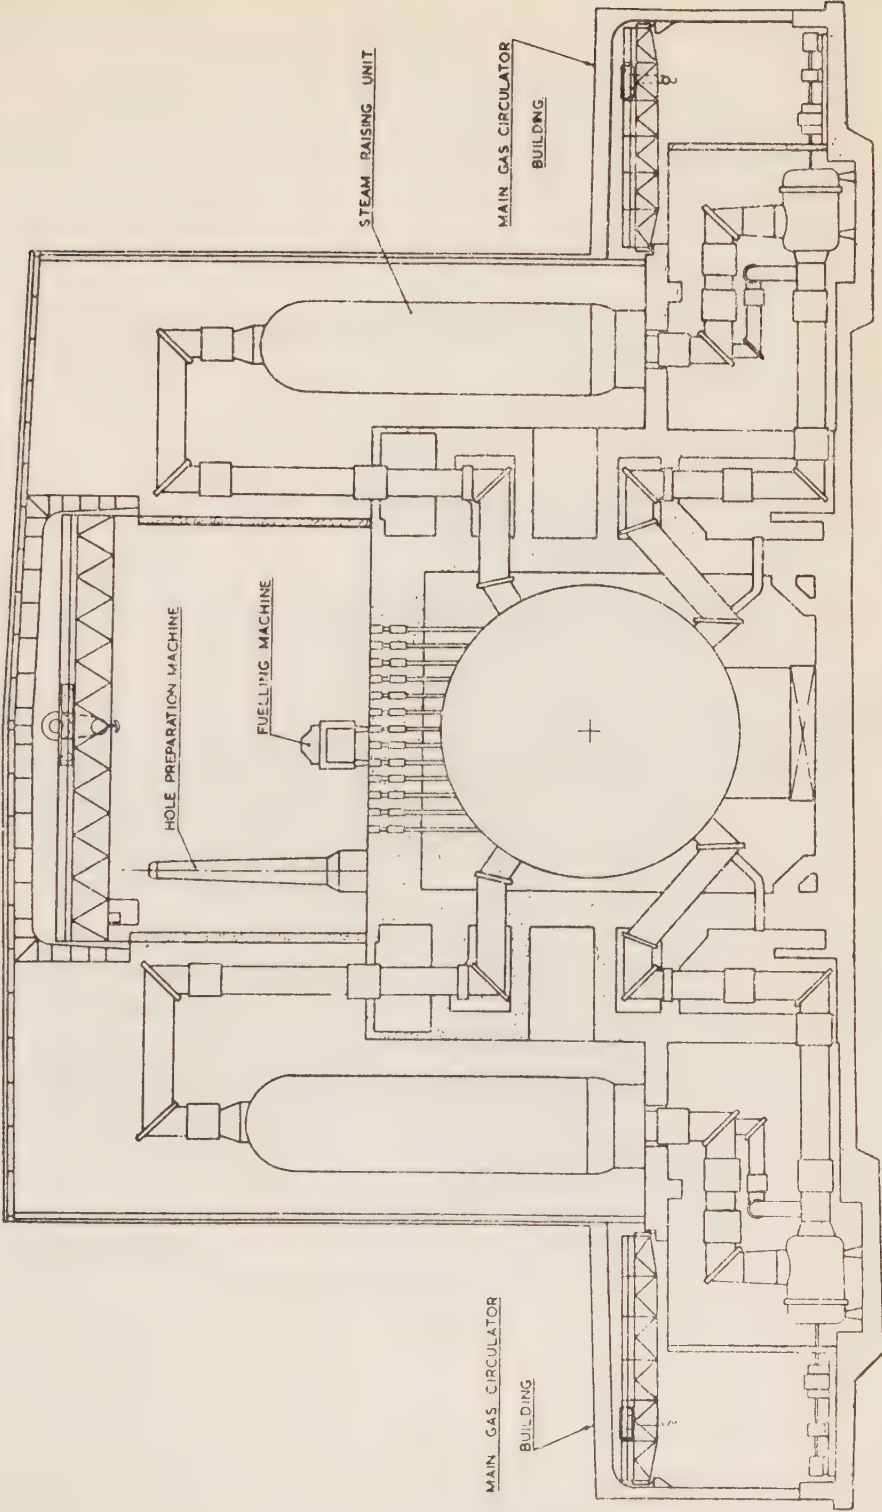 MAIN GAS CIRCULATOR
BUILDING
HOLE PREPARATION MACHINE
FUELLING MACHINE
STEAM RAISING UNIT
MAIN GAS CIRCULATOR
BUILDING.